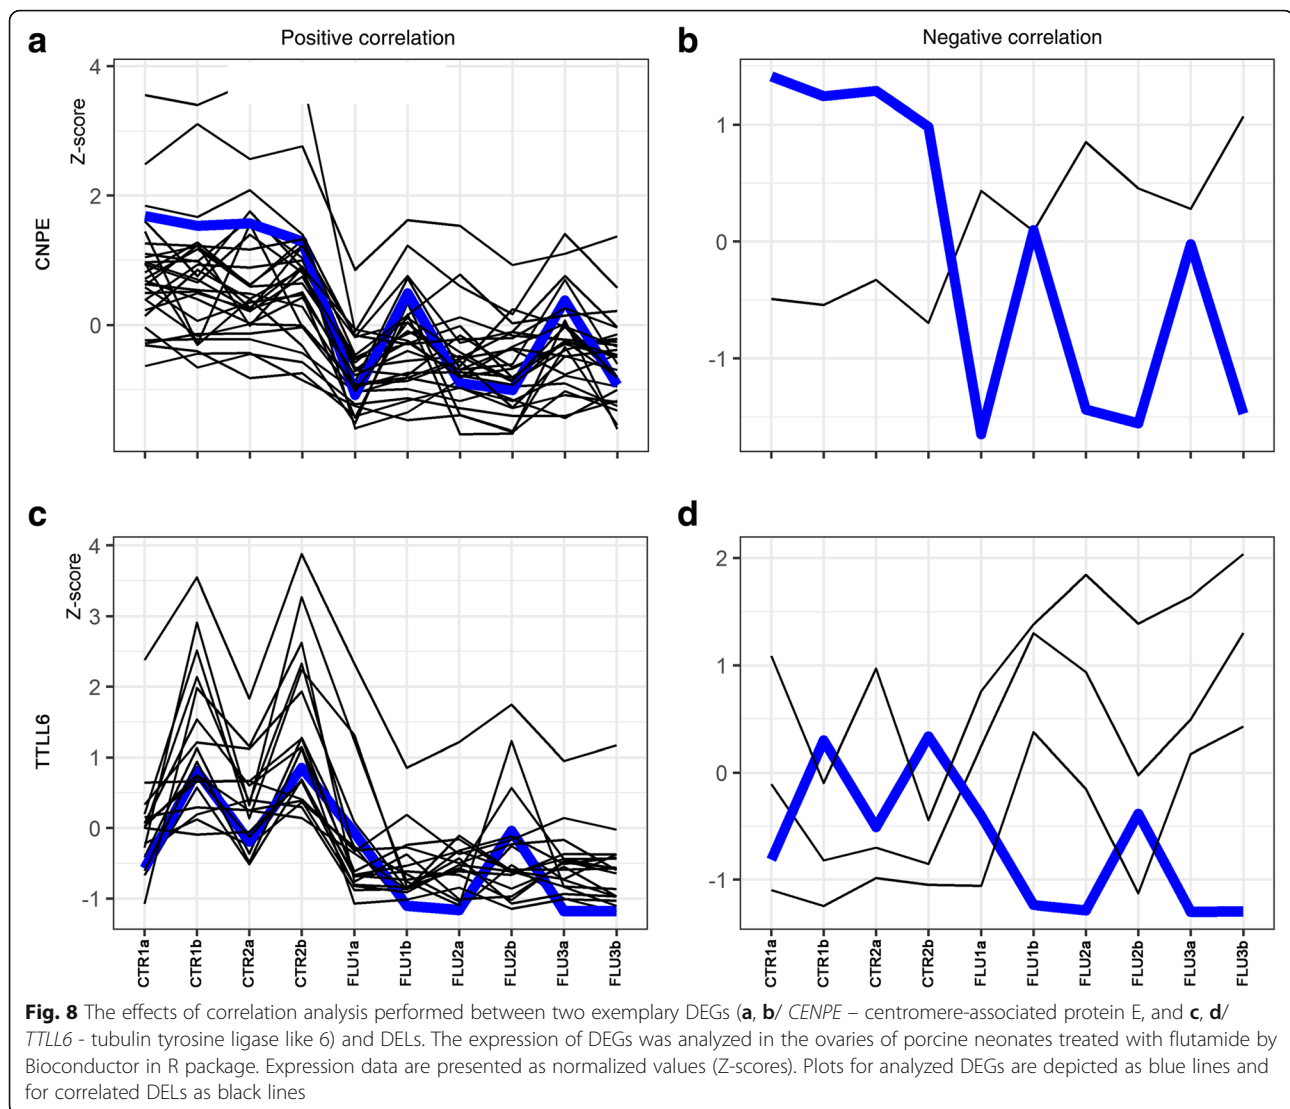 a
Positive correlation
b
Negative correlation
4
2
0
Z-score
CNPE
1
0
-1
c
d
4
3
2
1
0
-1
Z-score
TTLL6
2
1
0
-1
CTR1a CTR1b CTR2a CTR2b FLU1a FLU1b FLU2a FLU2b FLU3a FLU3b
CTR1a CTR1b CTR2a CTR2b FLU1a FLU1b FLU2a FLU2b FLU3a FLU3b
Fig. 8 The effects of correlation analysis performed between two exemplary DEGs (a, b/ CENPE – centromere-associated protein E, and c, d/
TTLL6 - tubulin tyrosine ligase like 6) and DELs. The expression of DEGs was analyzed in the ovaries of porcine neonates treated with flutamide by
Bioconductor in R package. Expression data are presented as normalized values (Z-scores). Plots for analyzed DEGs are depicted as blue lines and
for correlated DELs as black lines